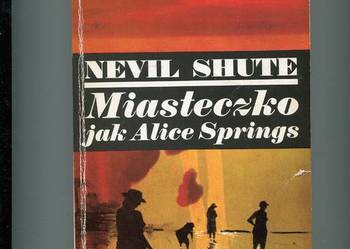 NEVIL SHUTE
Miasteczko
jak Alice Springs